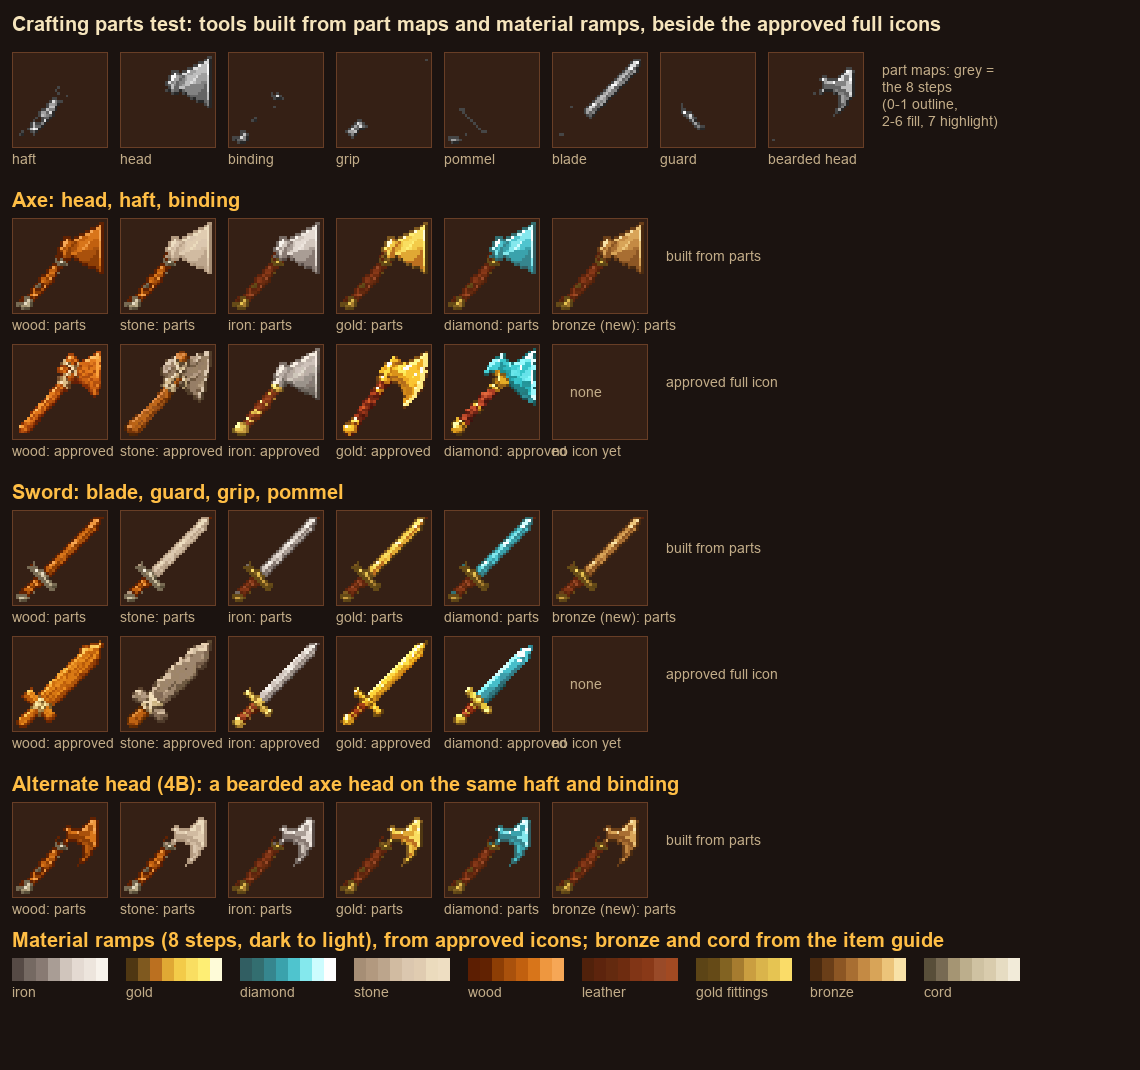 Crafting parts test: tools built from part maps and material ramps, beside the approved full icons
part maps: grey =
the 8 steps
(0-1 outline,
2-6 fill, 7 highlight)
haft head binding grip pommel blade guard bearded head
Axe: head, haft, binding
built from parts
wood: parts stone: parts iron: parts gold: parts diamond: parts bronze (new): parts
none
approved full icon
wood: approved stone: approved iron: approved gold: approved diamond: approved no icon yet
Sword: blade, guard, grip, pommel
built from parts
wood: parts stone: parts iron: parts gold: parts diamond: parts bronze (new): parts
none
approved full icon
wood: approved stone: approved iron: approved gold: approved diamond: approved no icon yet
Alternate head (4B): a bearded axe head on the same haft and binding
built from parts
wood: parts stone: parts iron: parts gold: parts diamond: parts bronze (new): parts
Material ramps (8 steps, dark to light), from approved icons; bronze and cord from the item guide
iron gold diamond stone wood leather gold fittings bronze cord